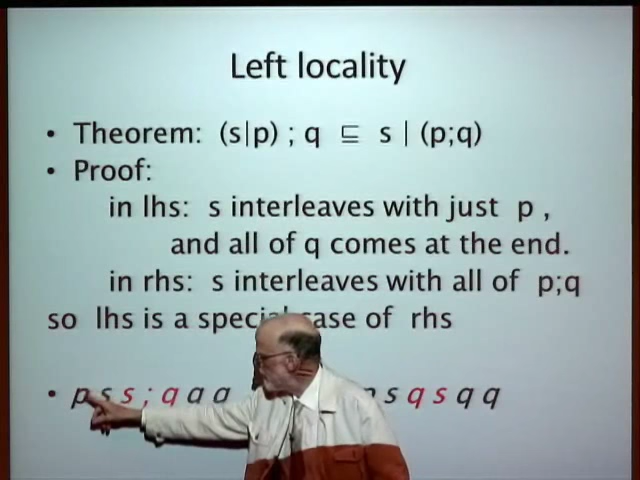 Left locality
• Theorem: (s|p) ; q ⊑ s | (p;q)
• Proof:
in lhs: s interleaves with just p ,
and all of q comes at the end.
in rhs: s interleaves with all of p;q
so lhs is a special case of rhs
• p s s ; q q q s q s q q